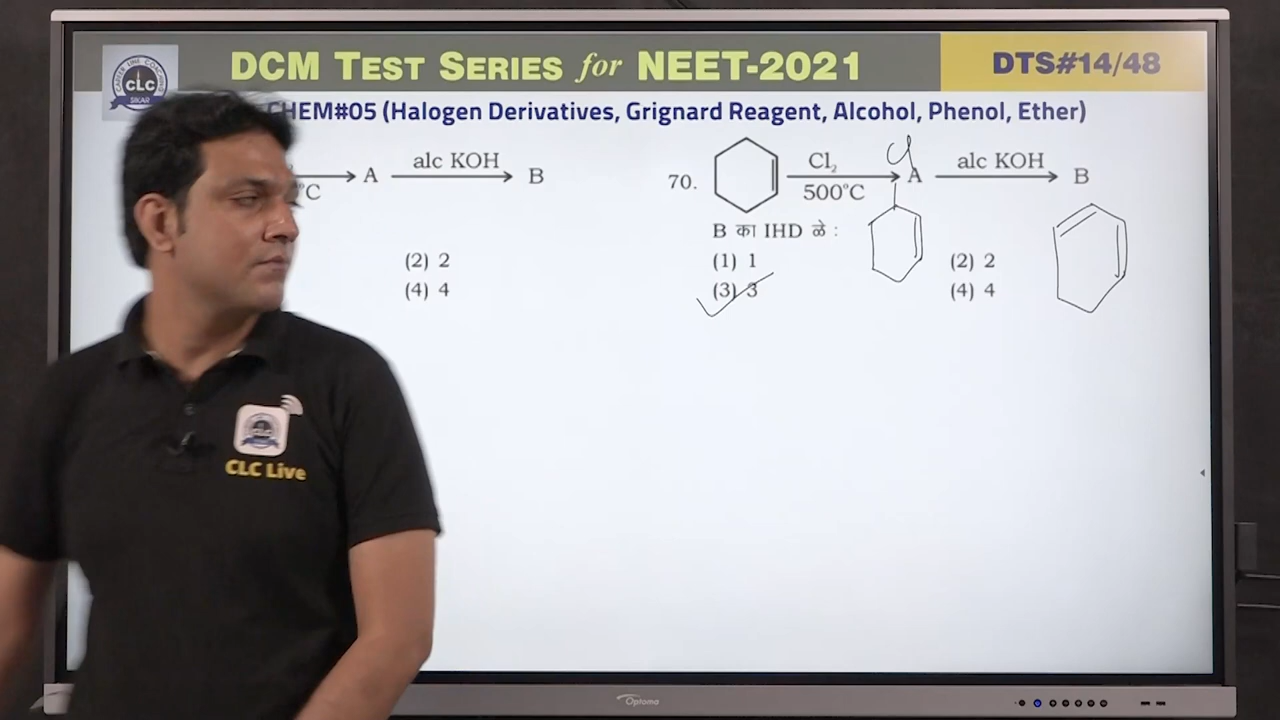 DCM TEST SERIES for NEET-2021
DTS#14/48
CLC
SIKAR
CHEM#05 (Halogen Derivatives, Grignard Reagent, Alcohol, Phenol, Ether)
°C
A
alc KOH
B
(2) 2
(4) 4
70.
Cl₂
500°C
Cl
A
alc KOH
B
B का IHD ळे :
(1) 1
(2) 2
(3) 3
(4) 4
CLC Live
Optoma